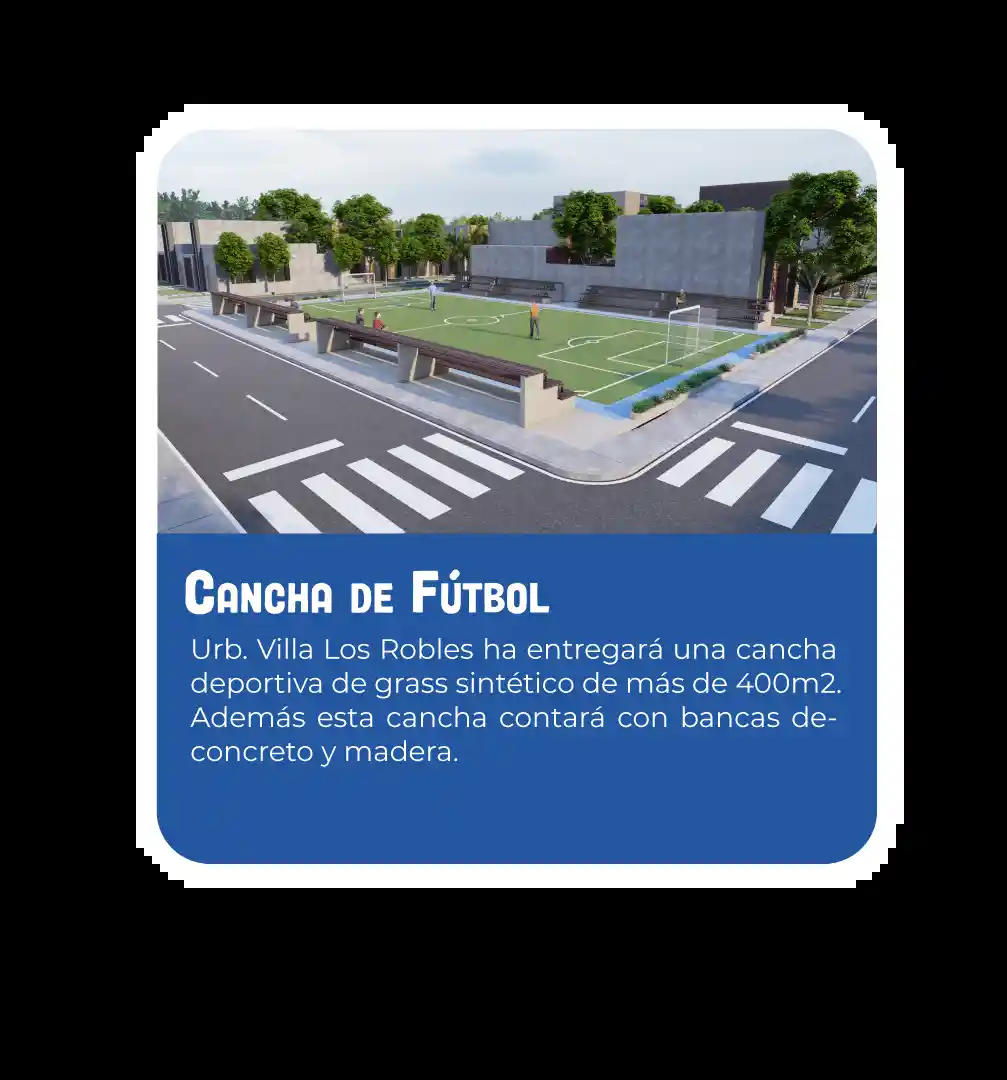 Cancha de Fútbol
Urb. Villa Los Robles ha entregará una cancha
deportiva de grass sintético de más de 400m2.
Además esta cancha contará con bancas de-
concreto y madera.